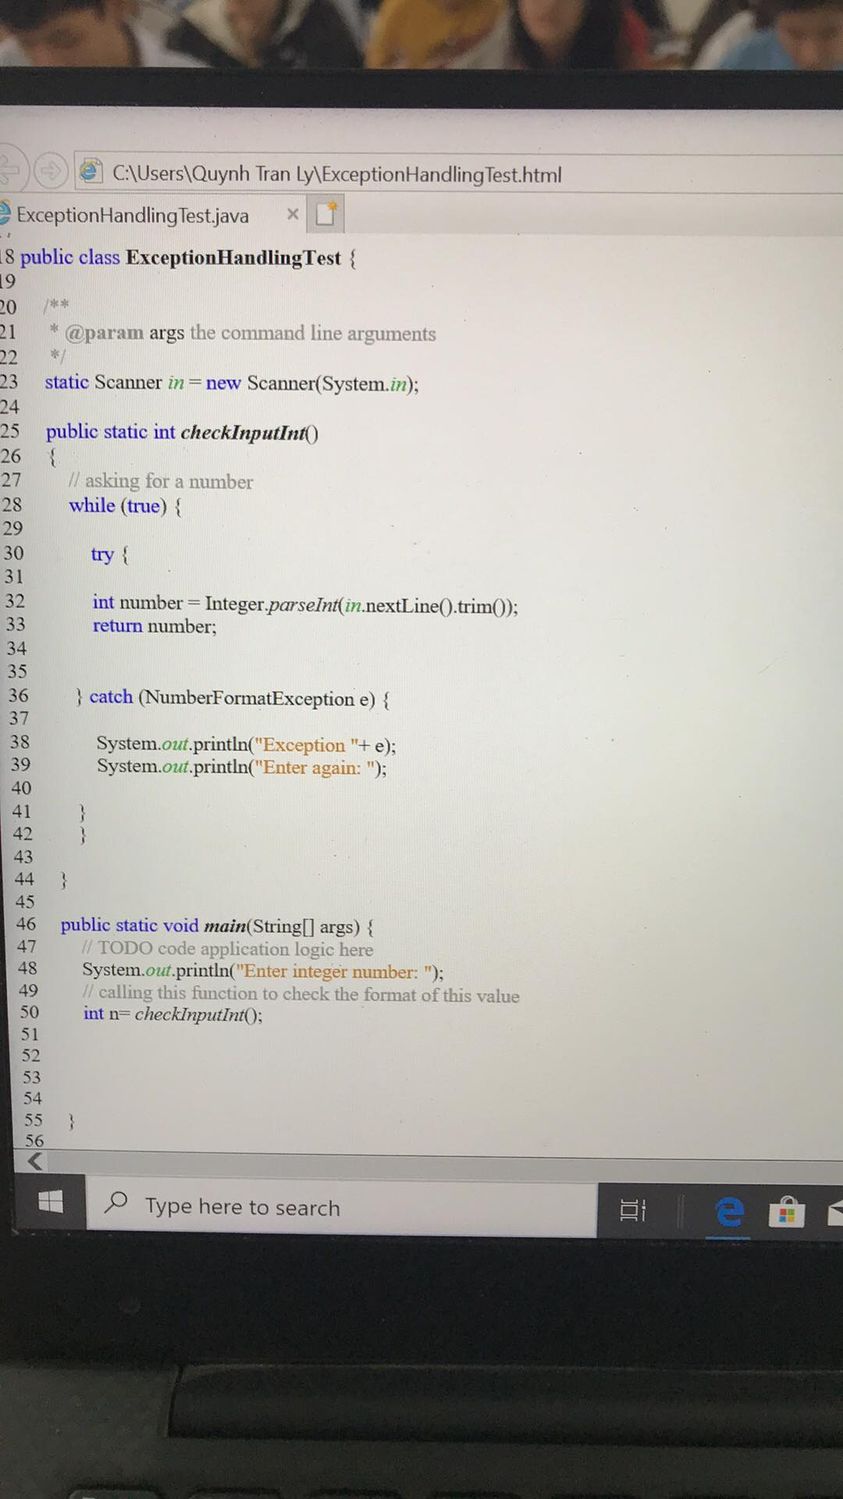 C:\Users\Quynh Tran Ly\ExceptionHandlingTest.html
ExceptionHandlingTest.java
18 public class ExceptionHandlingTest {
19
20 /**
21 * @param args the command line arguments
22 */
23 static Scanner in = new Scanner(System.in);
24
25 public static int checkInputInt()
26 {
27 // asking for a number
28 while (true) {
29
30 try {
31
32 int number = Integer.parseInt(in.nextLine().trim());
33 return number;
34
35
36 } catch (NumberFormatException e) {
37
38 System.out.println("Exception "+ e);
39 System.out.println("Enter again: ");
40
41 }
42 }
43
44 }
45
46 public static void main(String[] args) {
47 // TODO code application logic here
48 System.out.println("Enter integer number: ");
49 // calling this function to check the format of this value
50 int n= checkInputInt();
51
52
53
54
55 }
56
Type here to search